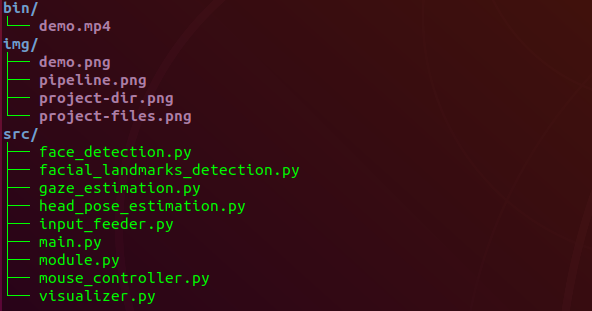 bin/
└── demo.mp4
img/
├── demo.png
├── pipeline.png
├── project-dir.png
└── project-files.png
src/
├── face_detection.py
├── facial_landmarks_detection.py
├── gaze_estimation.py
├── head_pose_estimation.py
├── input_feeder.py
├── main.py
├── module.py
├── mouse_controller.py
└── visualizer.py